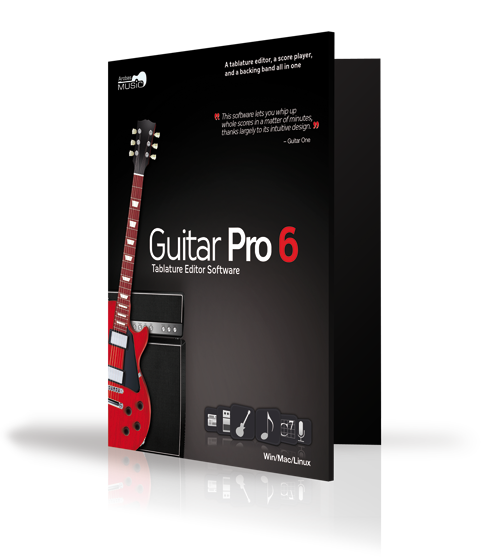 Arobas
MUSIC
A tablature editor, a score player,
and a backing band all in one
" This software lets you whip up
whole scores in a matter of minutes,
thanks largely to its intuitive design. "
– Guitar One
Guitar Pro 6
Tablature Editor Software
7
Win/Mac/Linux